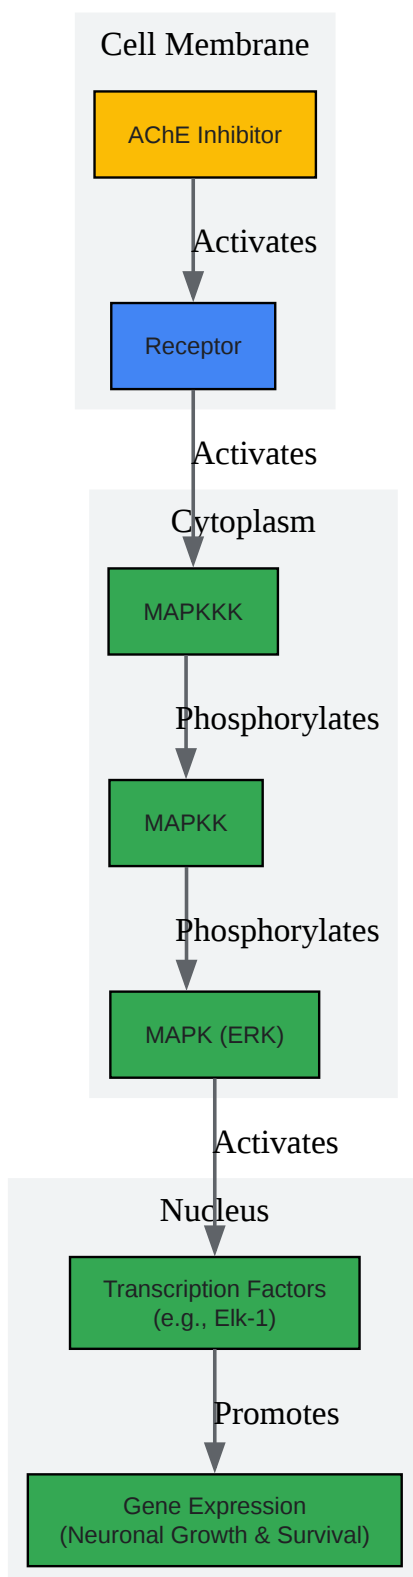 Cell Membrane
AChE Inhibitor
Activates
Receptor
Activates
Cytoplasm
MAPKKK
Phosphorylates
MAPKK
Phosphorylates
MAPK (ERK)
Activates
Nucleus
Transcription Factors
(e.g., Elk-1)
Promotes
Gene Expression
(Neuronal Growth & Survival)